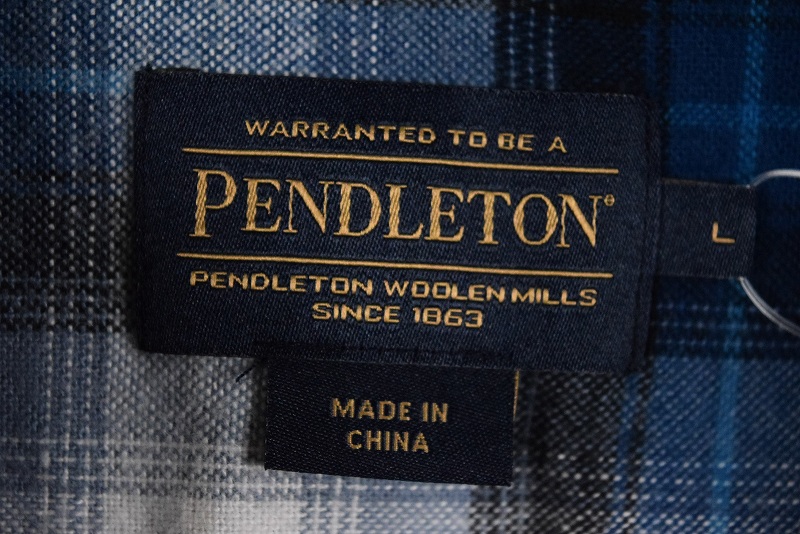 WARRANTED TO BE A
PENDLETON®
PENDLETON WOOLEN MILLS
SINCE 1863
L
MADE IN
CHINA